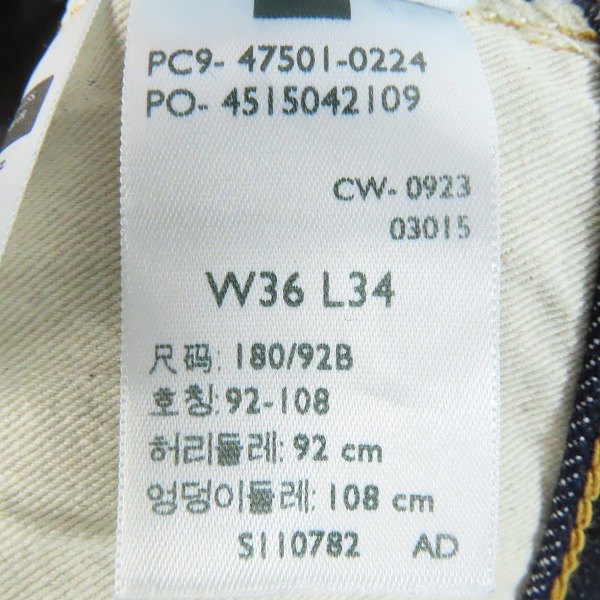 PC9- 47501-0224
PO- 4515042109
CW- 0923
03015
W36 L34
尺码: 180/92B
호칭: 92-108
허리둘레: 92 cm
엉덩이둘레: 108 cm
S110782 AD